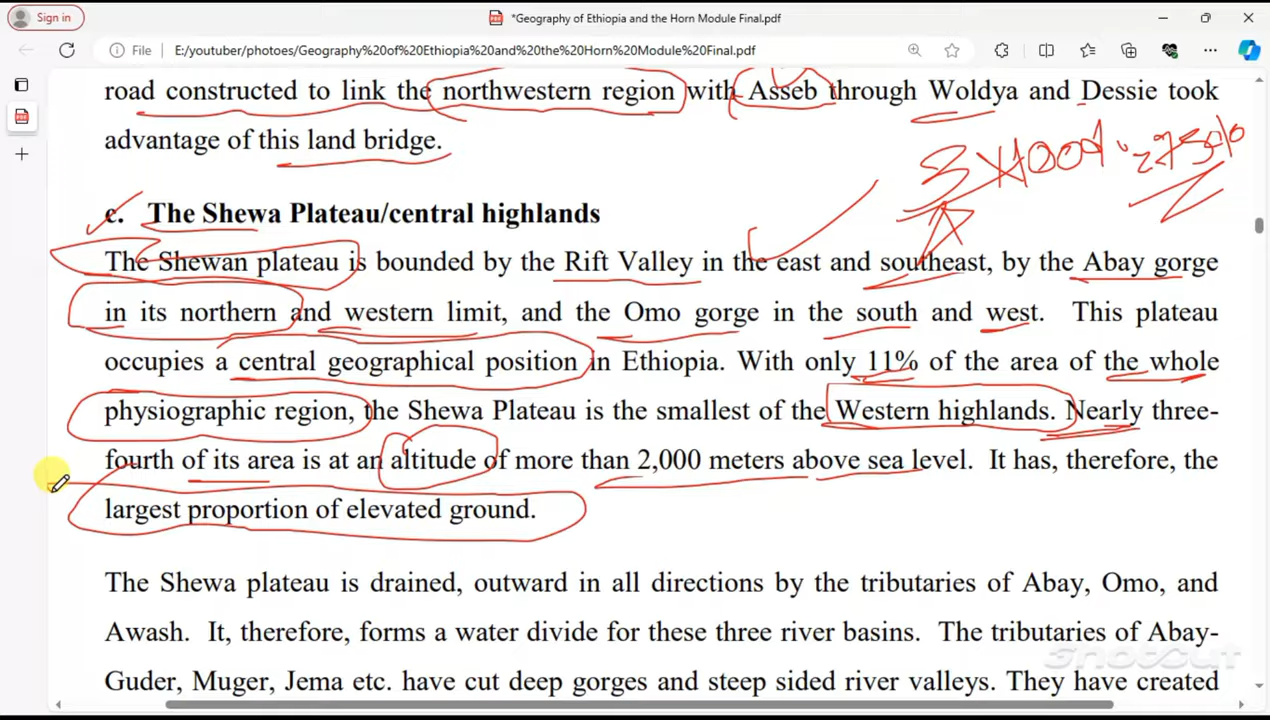 Sign in
*Geography of Ethiopia and the Horn Module Final.pdf
File
E:/youtuber/photoes/Geography%20of%20Ethiopia%20and%20the%20Horn%20Module%20Final.pdf
road constructed to link the northwestern region with Asseb through Woldya and Dessie took
advantage of this land bridge.
c. The Shewa Plateau/central highlands
The Shewan plateau is bounded by the Rift Valley in the east and southeast, by the Abay gorge
in its northern and western limit, and the Omo gorge in the south and west. This plateau
occupies a central geographical position in Ethiopia. With only 11% of the area of the whole
physiographic region, the Shewa Plateau is the smallest of the Western highlands. Nearly three-
fourth of its area is at an altitude of more than 2,000 meters above sea level. It has, therefore, the
largest proportion of elevated ground.
The Shewa plateau is drained, outward in all directions by the tributaries of Abay, Omo, and
Awash. It, therefore, forms a water divide for these three river basins. The tributaries of Abay-
Guder, Muger, Jema etc. have cut deep gorges and steep sided river valleys. They have created